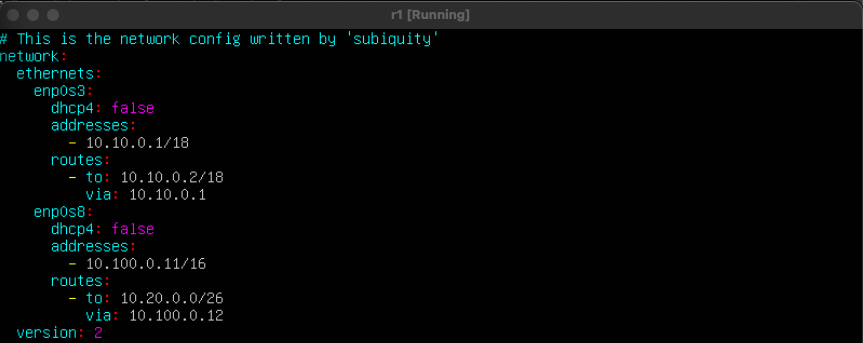 r1 [Running]
# This is the network config written by 'subiquity'
network:
  ethernets:
    enp0s3:
      dhcp4: false
      addresses:
        - 10.10.0.1/18
      routes:
        - to: 10.10.0.2/18
          via: 10.10.0.1
    enp0s8:
      dhcp4: false
      addresses:
        - 10.100.0.11/16
      routes:
        - to: 10.20.0.0/26
          via: 10.100.0.12
  version: 2